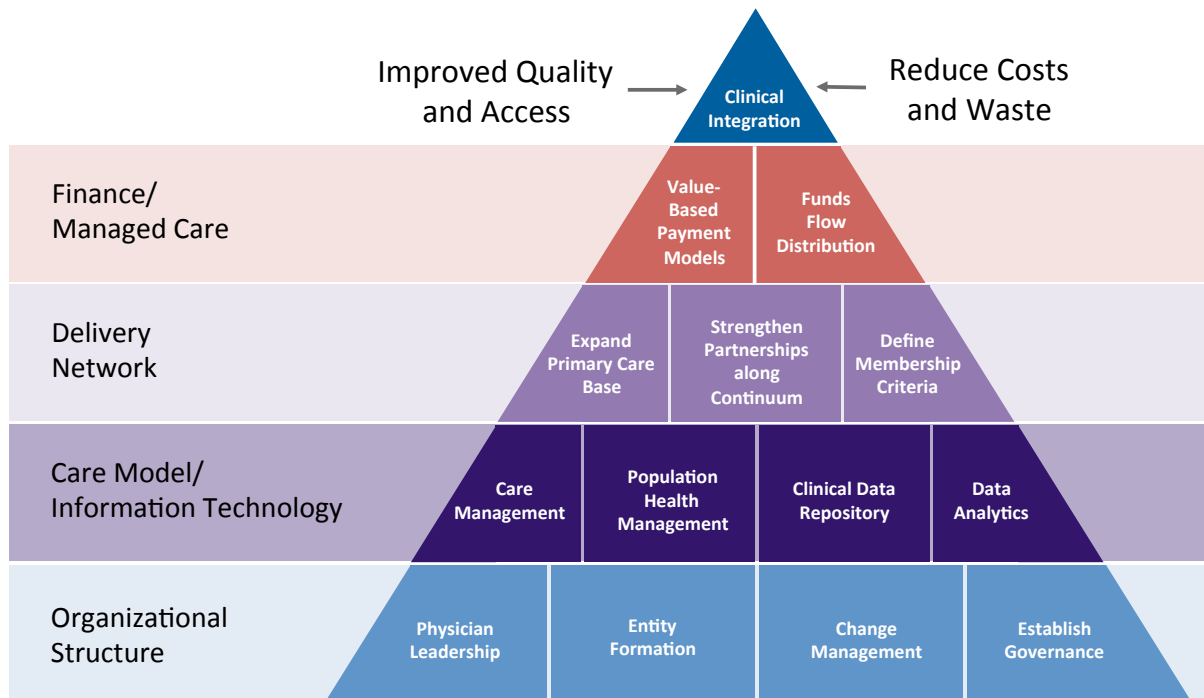 Improved Quality
and Access
Reduce Costs
and Waste
Clinical
Integration
Finance/
Managed Care
Value-
Based
Payment
Models
Funds
Flow
Distribution
Delivery
Network
Expand
Primary Care
Base
Strengthen
Partnerships
along
Continuum
Define
Membership
Criteria
Care Model/
Information Technology
Care
Management
Population
Health
Management
Clinical Data
Repository
Data
Analytics
Organizational
Structure
Physician
Leadership
Entity
Formation
Change
Management
Establish
Governance